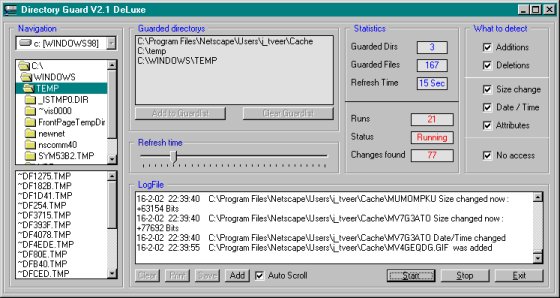 Directory Guard V2.1 DeLuxe
Navigation
c: [WINDOWS98]
C:\
WINDOWS
TEMP
_ISTMP0.DIR
~vis0000
FrontPageTempDir
newnet
nscomm40
SYM53B2.TMP
~DF1275.TMP
~DF182B.TMP
~DF1D41.TMP
~DF254.TMP
~DF3715.TMP
~DF393F.TMP
~DF4078.TMP
~DF4EDE.TMP
~DF80E.TMP
~DFB40.TMP
~DFCED.TMP
Guarded directorys
C:\Program Files\Netscape\Users\j_tveer\Cache
C:\temp
C:\WINDOWS\TEMP
Add to Guardlist
Clear Guardlist
Refresh time
Statistics
Guarded Dirs 3
Guarded Files 167
Refresh Time 15 Sec
Runs 21
Status Running
Changes found 77
What to detect
Additions
Deletions
Size change
Date / Time
Attributes
No access
LogFile
16-2-02 22:39:40 C:\Program Files\Netscape\Users\j_tveer\Cache\MUMOMPKU Size changed now :
+63154 Bits
16-2-02 22:39:40 C:\Program Files\Netscape\Users\j_tveer\Cache\MV7G3ATO Size changed now :
+77692 Bits
16-2-02 22:39:40 C:\Program Files\Netscape\Users\j_tveer\Cache\MV7G3ATO Date/Time changed
16-2-02 22:39:55 C:\Program Files\Netscape\Users\j_tveer\Cache\MV4GEQDG.GIF was added
Clear
Print
Save
Add
Auto Scroll
Start
Stop
Exit